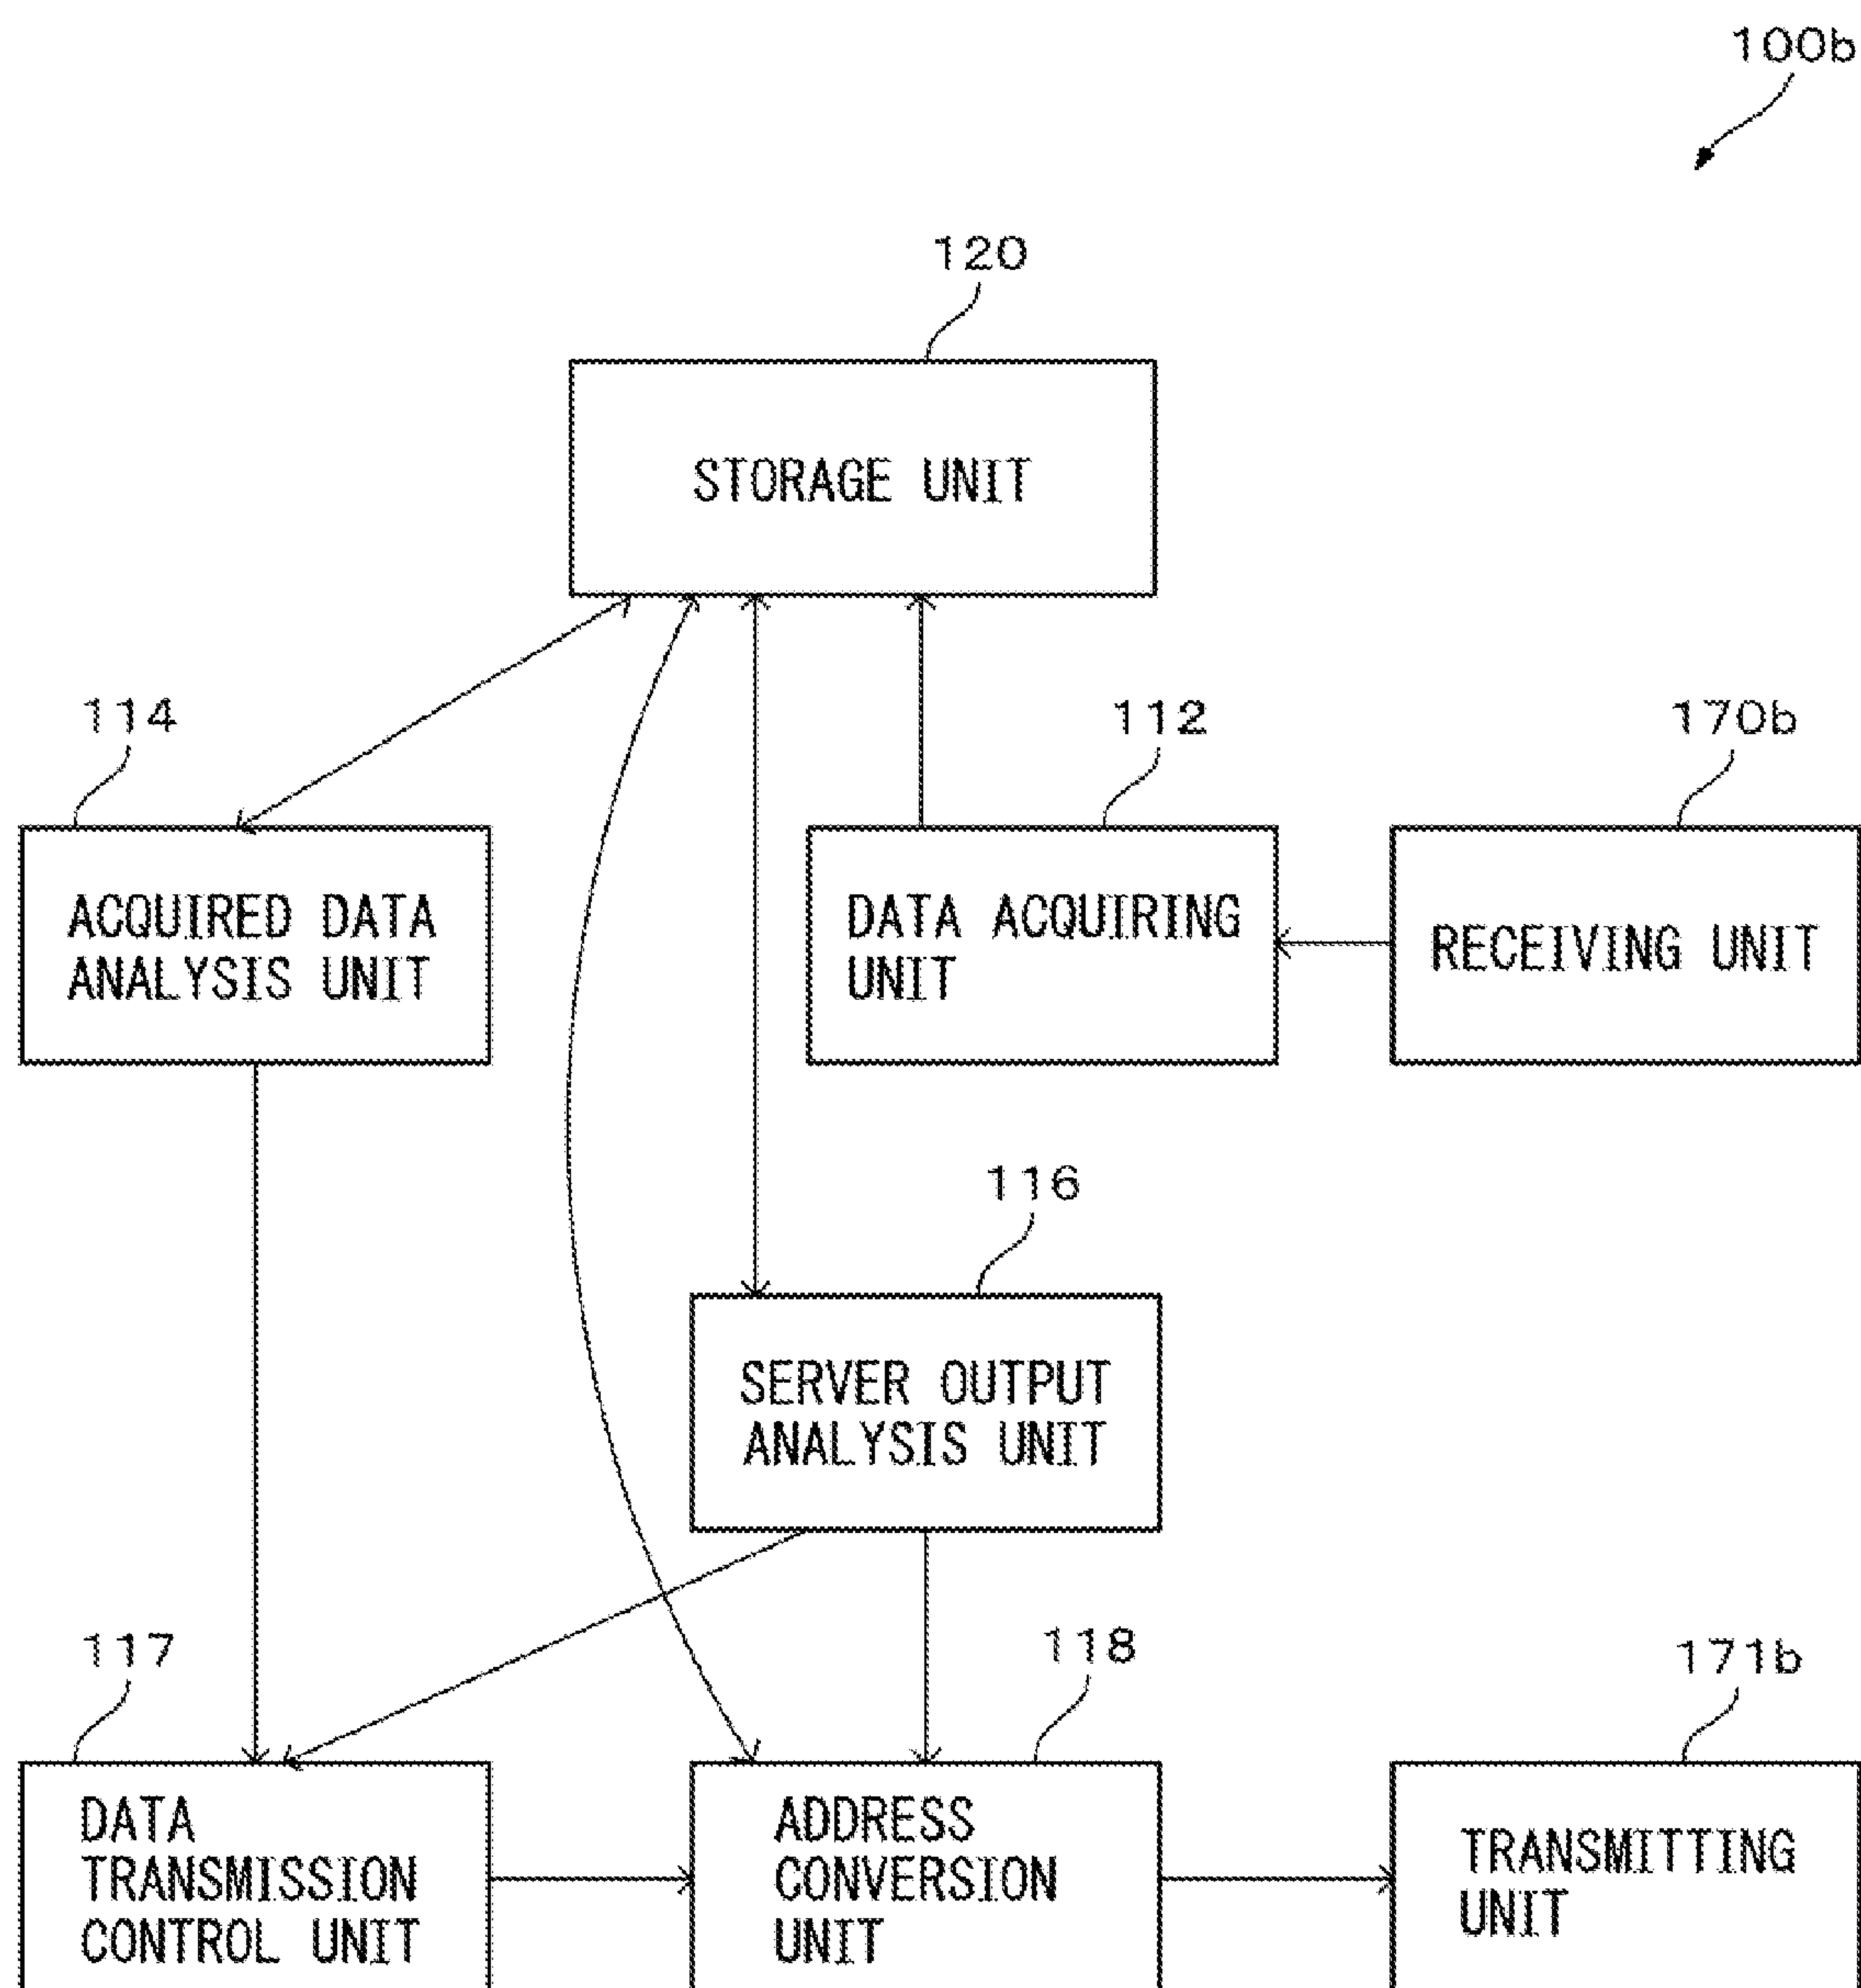 100b
120
STORAGE UNIT
114
112
170b
ACQUIRED DATA
ANALYSIS UNIT
DATA ACQUIRING
UNIT
RECEIVING UNIT
116
SERVER OUTPUT
ANALYSIS UNIT
117
118
171b
DATA
TRANSMISSION
CONTROL UNIT
ADDRESS
CONVERSION
UNIT
TRANSMITTING
UNIT